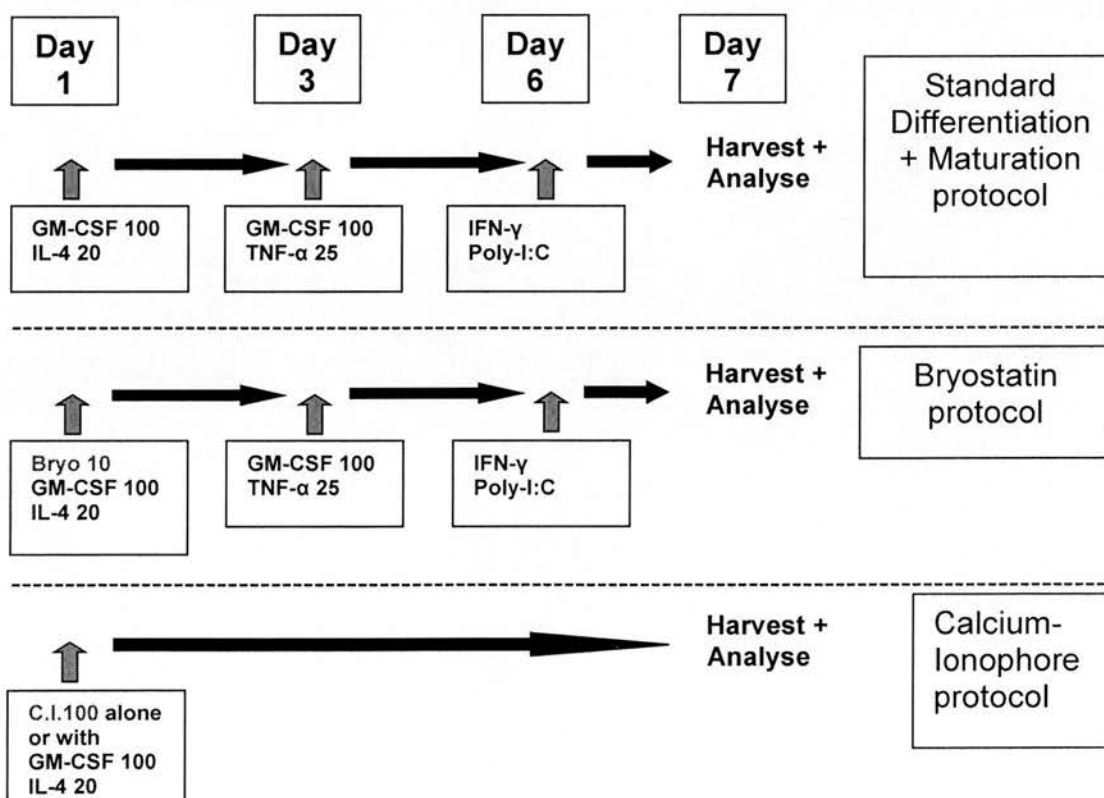 Day
1
Day
3
Day
6
Day
7
Standard
Differentiation
+ Maturation
protocol
Harvest +
Analyse
GM-CSF 100
IL-4 20
GM-CSF 100
TNF-α 25
IFN-γ
Poly-I:C
Bryostatin
protocol
Harvest +
Analyse
Bryo 10
GM-CSF 100
IL-4 20
GM-CSF 100
TNF-α 25
IFN-γ
Poly-I:C
Calcium-
Ionophore
protocol
Harvest +
Analyse
C.I.100 alone
or with
GM-CSF 100
IL-4 20